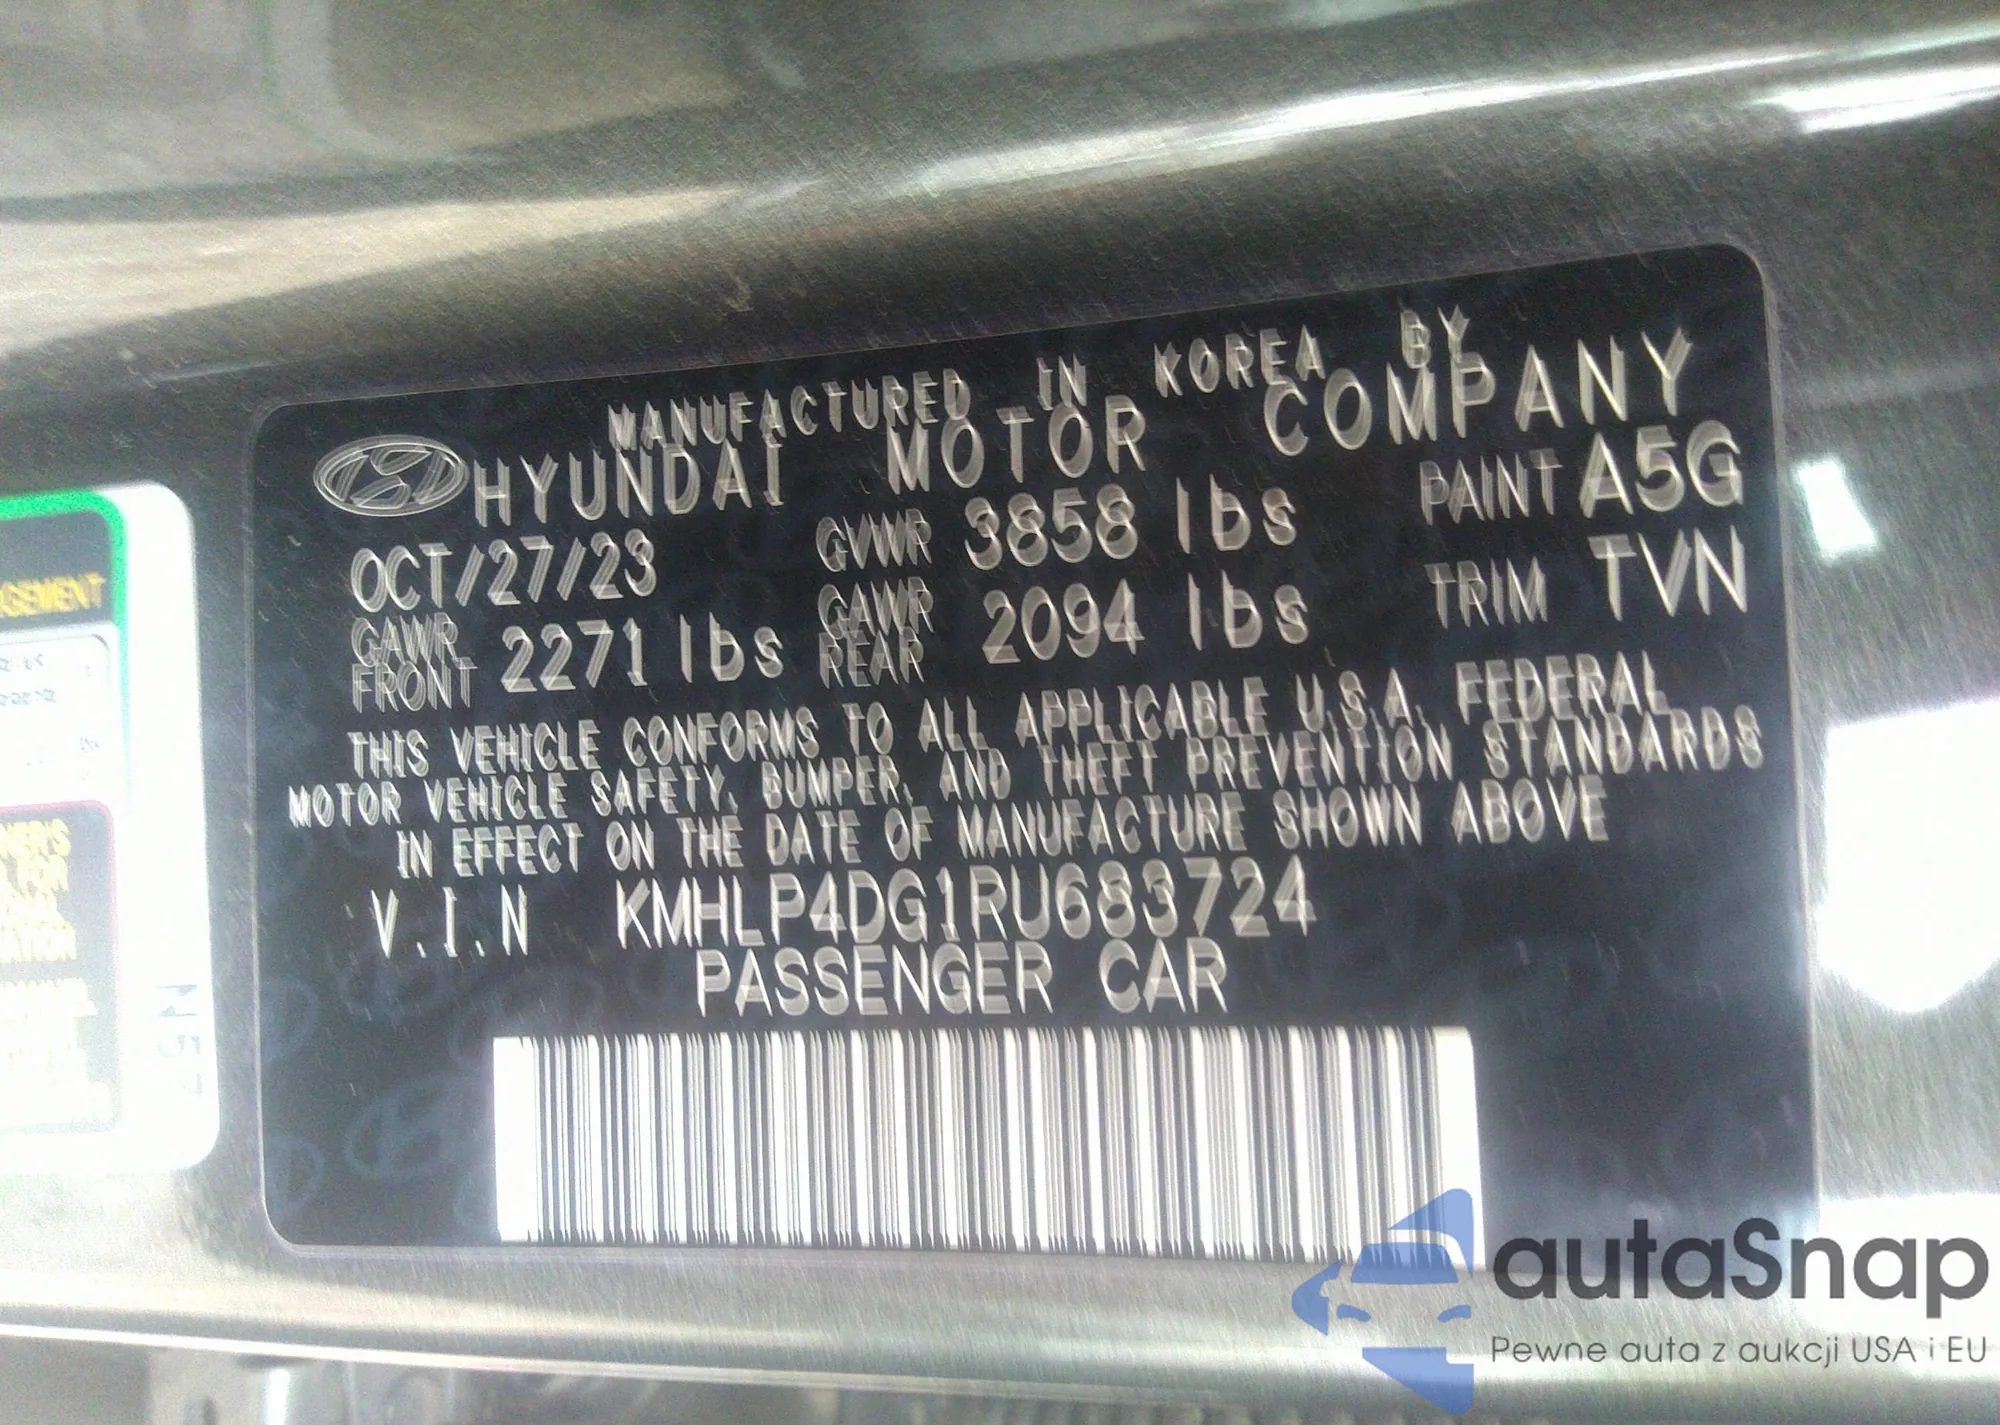 MANUFACTURED IN KOREA BY
HYUNDAI MOTOR COMPANY
OCT/27/23 GVWR 3858 lbs PAINT A5G
GAWR FRONT 2271 lbs GAWR REAR 2094 lbs TRIM TVN
THIS VEHICLE CONFORMS TO ALL APPLICABLE U.S.A. FEDERAL
MOTOR VEHICLE SAFETY, BUMPER, AND THEFT PREVENTION STANDARDS
IN EFFECT ON THE DATE OF MANUFACTURE SHOWN ABOVE
V.I.N KMHLP4DG1RU683724
PASSENGER CAR
autaSnap
Pewne auta z aukcji USA i EU